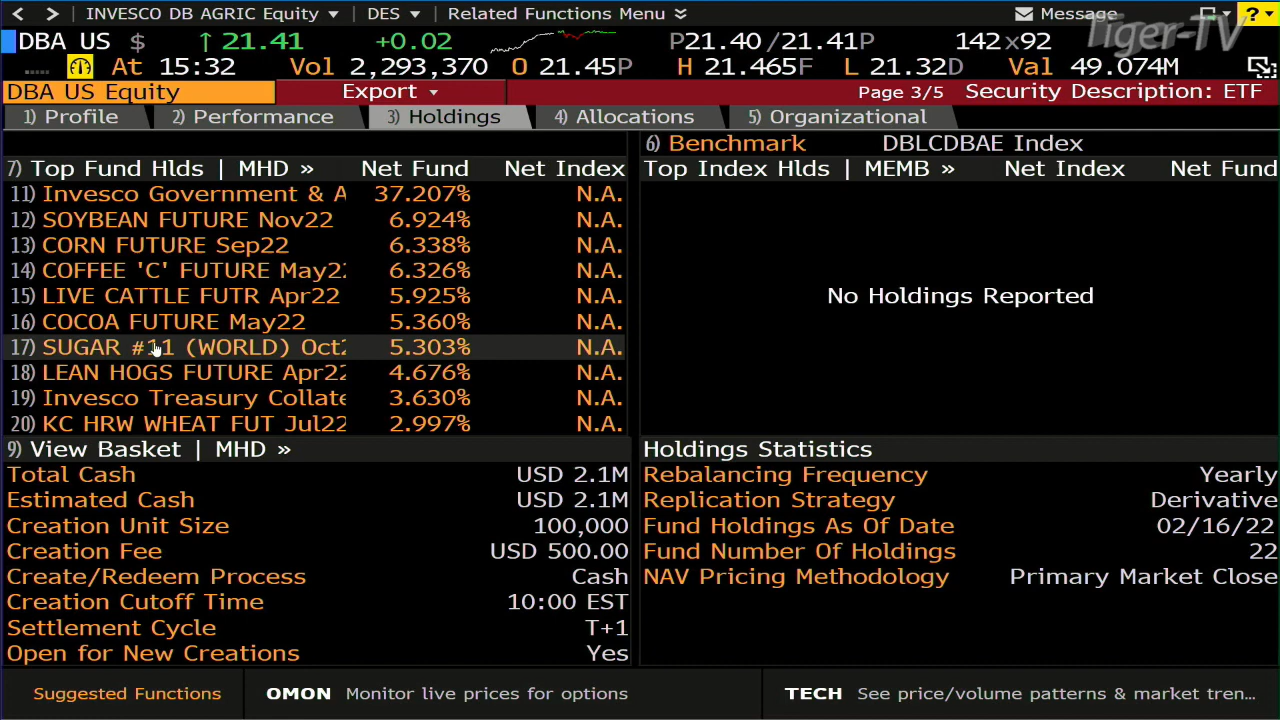 < > INVESCO DB AGRIC Equity ▾ | DES ▾ | Related Functions Menu Message ?
Tiger-TV
DBA US $ ↑ 21.41 +0.02 P21.40/21.41P 142x92
At 15:32 Vol 2,293,370 O 21.45P H 21.465F L 21.32D Val 49.074M
DBA US Equity Export ▾ Page 3/5 Security Description: ETF
1) Profile 2) Performance 3) Holdings 4) Allocations 5) Organizational
6) Benchmark DBLCDBAE Index
7) Top Fund Hlds | MHD » Net Fund Net Index
11) Invesco Government & A 37.207% N.A.
12) SOYBEAN FUTURE Nov22 6.924% N.A.
13) CORN FUTURE Sep22 6.338% N.A.
14) COFFEE 'C' FUTURE May22 6.326% N.A.
15) LIVE CATTLE FUTR Apr22 5.925% N.A.
16) COCOA FUTURE May22 5.360% N.A.
17) SUGAR #11 (WORLD) Oct2 5.303% N.A.
18) LEAN HOGS FUTURE Apr22 4.676% N.A.
19) Invesco Treasury Collate 3.630% N.A.
20) KC HRW WHEAT FUT Jul22 2.997% N.A.
Top Index Hlds | MEMB » Net Index Net Fund
No Holdings Reported
9) View Basket | MHD »
Total Cash USD 2.1M
Estimated Cash USD 2.1M
Creation Unit Size 100,000
Creation Fee USD 500.00
Create/Redeem Process Cash
Creation Cutoff Time 10:00 EST
Settlement Cycle T+1
Open for New Creations Yes
Holdings Statistics
Rebalancing Frequency Yearly
Replication Strategy Derivative
Fund Holdings As Of Date 02/16/22
Fund Number Of Holdings 22
NAV Pricing Methodology Primary Market Close
Suggested Functions OMON Monitor live prices for options TECH See price/volume patterns & market tren...